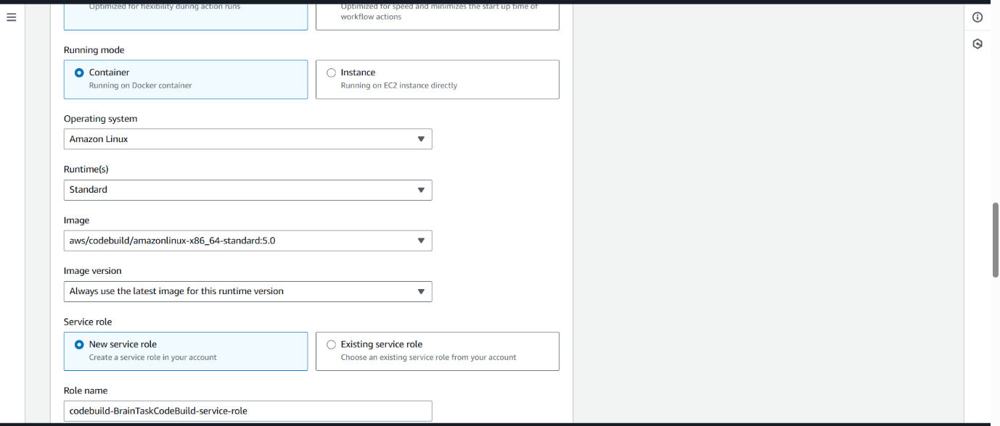 Optimized for flexibility during action runs
Optimized for speed and minimizes the start up time of
workflow actions
Running mode
Container
Running on Docker container
Instance
Running on EC2 instance directly
Operating system
Amazon Linux
Runtime(s)
Standard
Image
aws/codebuild/amazonlinux-x86_64-standard:5.0
Image version
Always use the latest image for this runtime version
Service role
New service role
Create a service role in your account
Existing service role
Choose an existing service role from your account
Role name
codebuild-BrainTaskCodeBuild-service-role